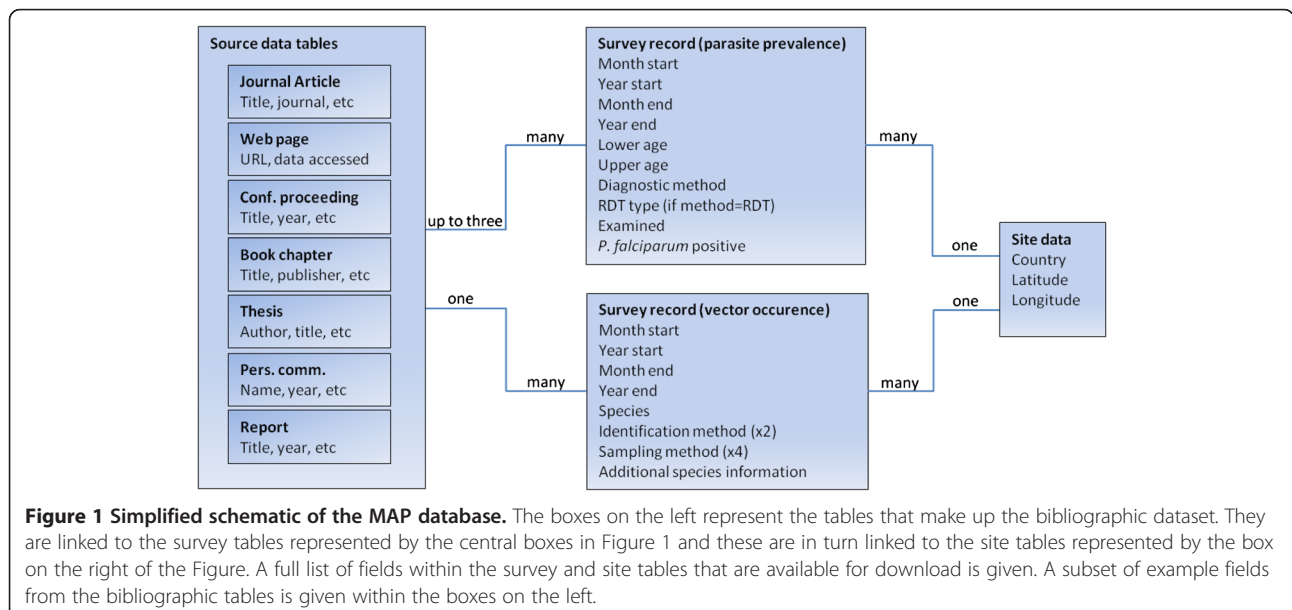 Source data tables
Journal Article
Title, journal, etc
Web page
URL, data accessed
Conf. proceeding
Title, year, etc
Book chapter
Title, publisher, etc
Thesis
Author, title, etc
Pers. comm.
Name, year, etc
Report
Title, year, etc
up to three
many
one
many
Survey record (parasite prevalence)
Month start
Year start
Month end
Year end
Lower age
Upper age
Diagnostic method
RDT type (if method=RDT)
Examined
P. falciparum positive
Survey record (vector occurence)
Month start
Year start
Month end
Year end
Species
Identification method (x2)
Sampling method (x4)
Additional species information
many
one
many
one
Site data
Country
Latitude
Longitude
Figure 1 Simplified schematic of the MAP database. The boxes on the left represent the tables that make up the bibliographic dataset. They
are linked to the survey tables represented by the central boxes in Figure 1 and these are in turn linked to the site tables represented by the box
on the right of the Figure. A full list of fields within the survey and site tables that are available for download is given. A subset of example fields
from the bibliographic tables is given within the boxes on the left.